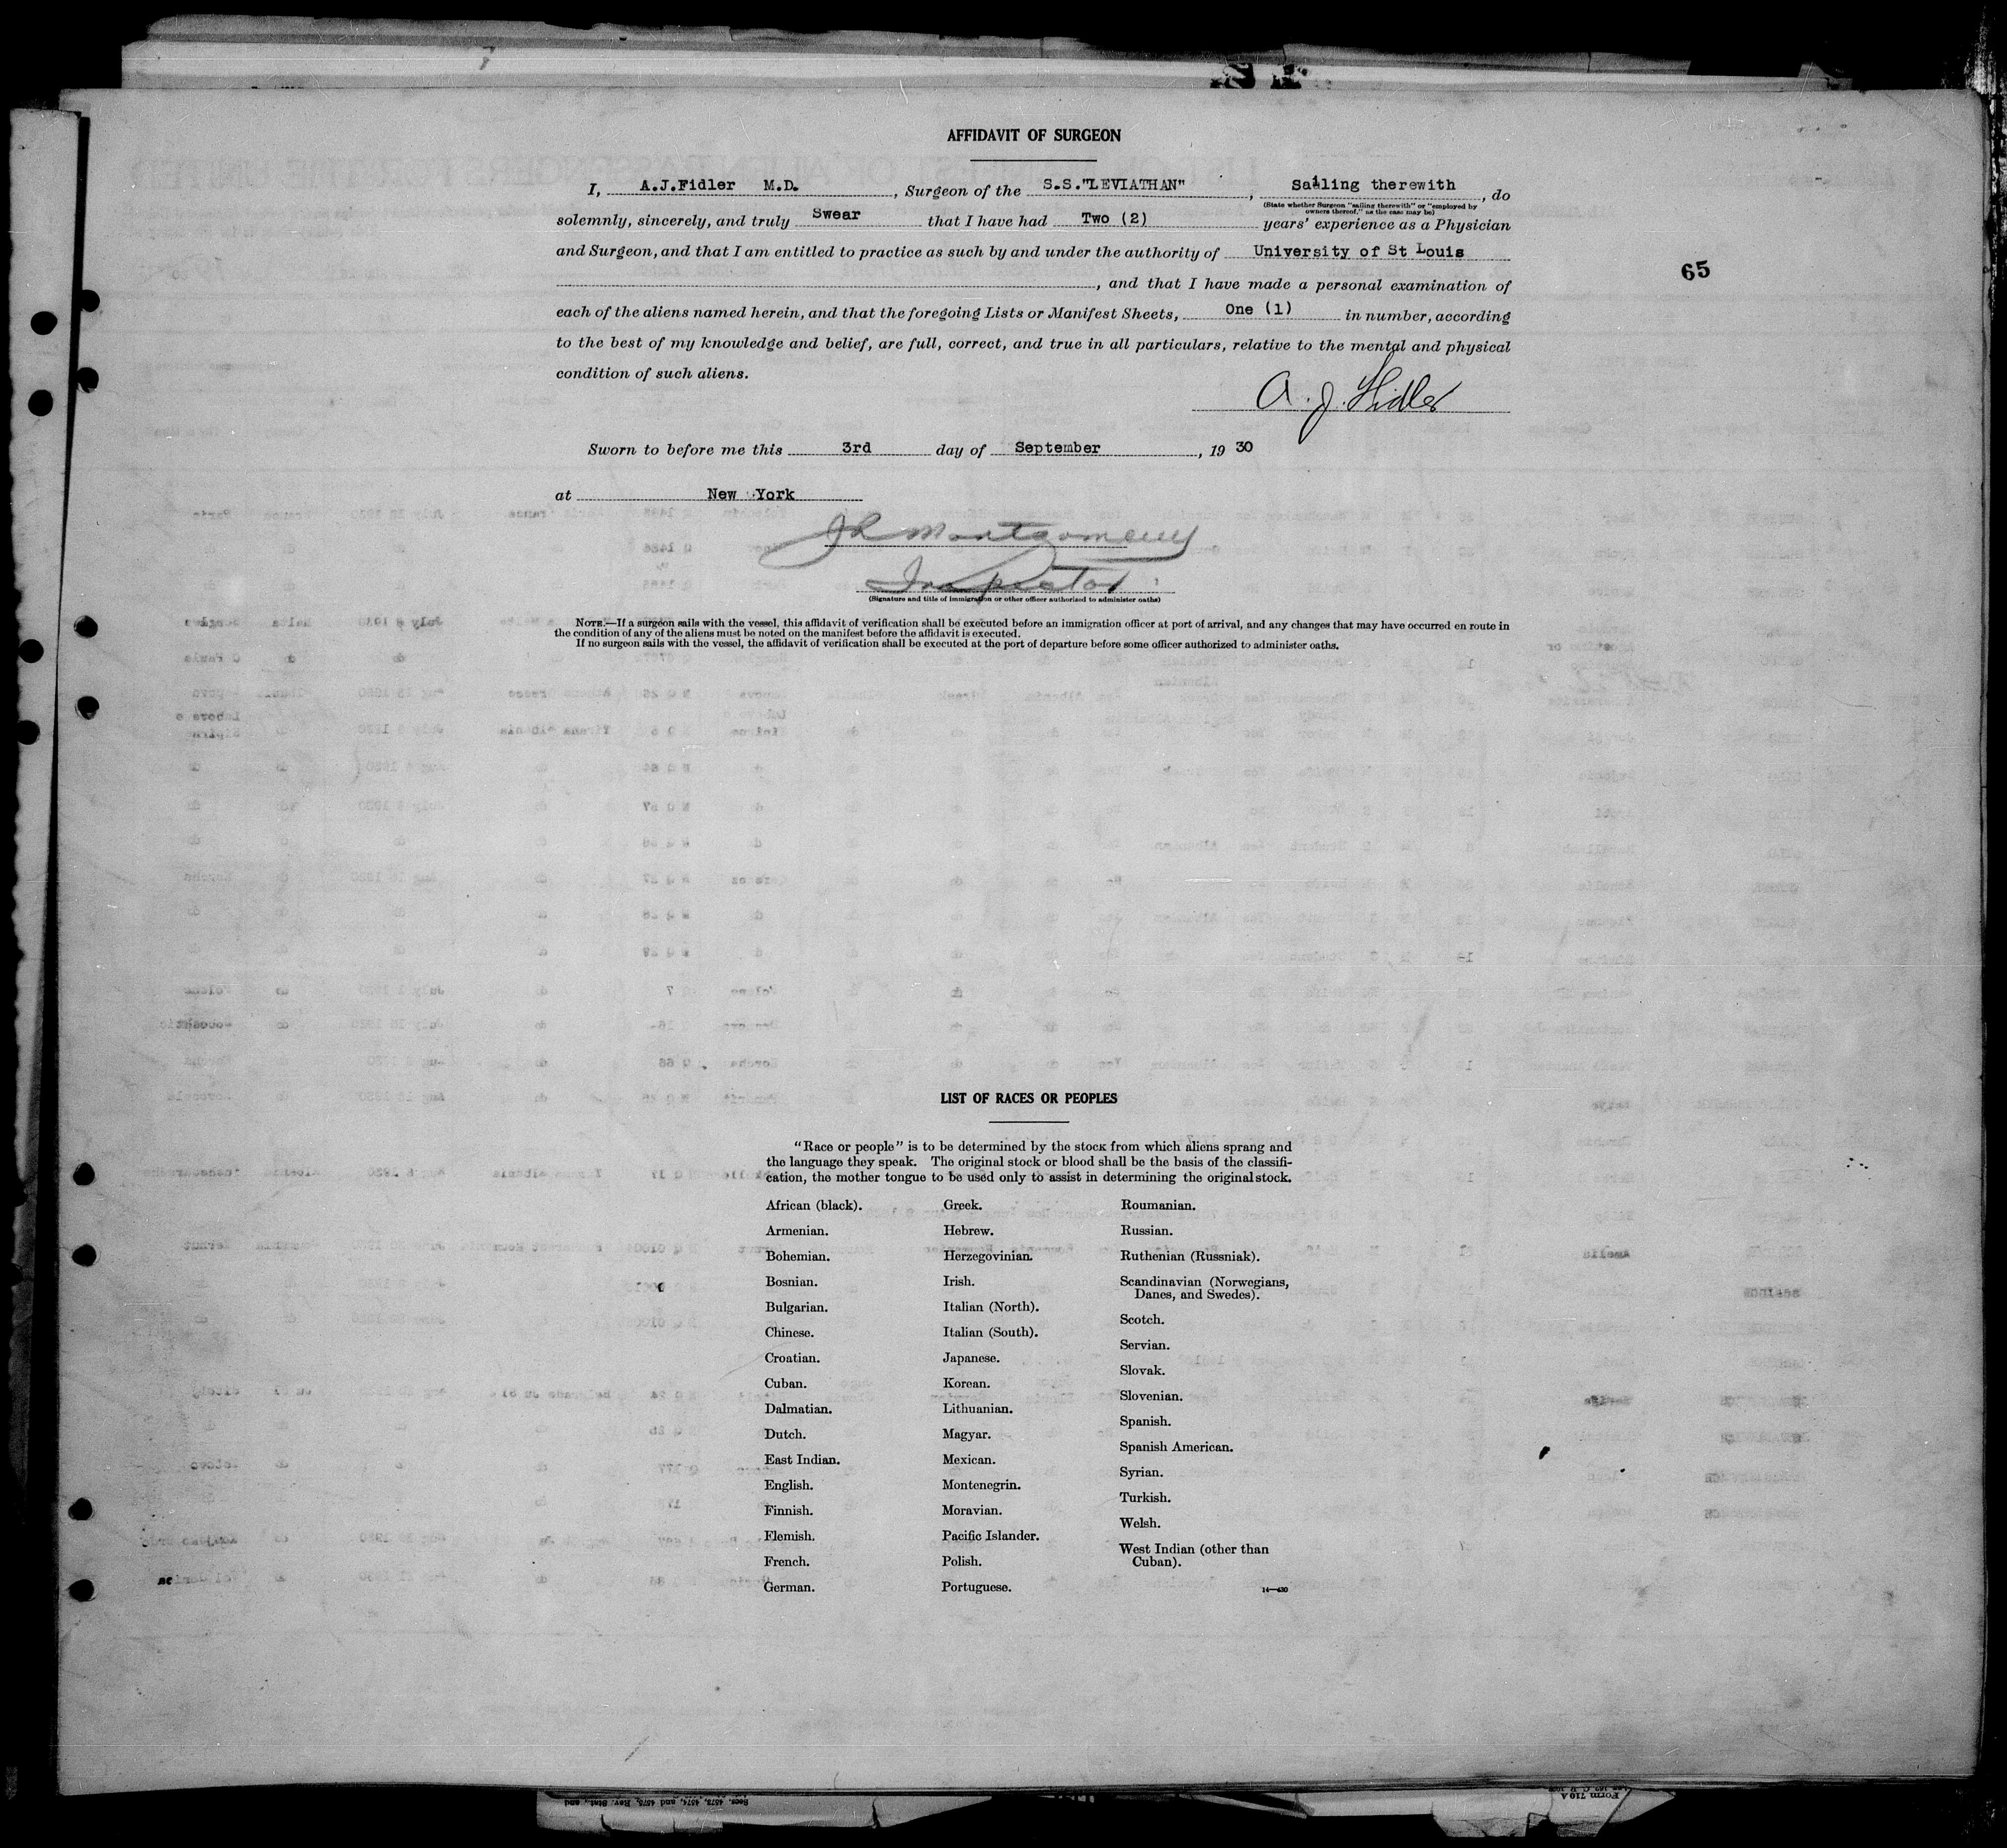 AFFIDAVIT OF SURGEON
I, A.J.Fidler M.D., Surgeon of the S.S."LEVIATHAN", Sailing therewith, do
(State whether Surgeon "sailing therewith" or "employed by
owners thereof," as the case may be)
solemnly, sincerely, and truly Swear that I have had Two (2) years' experience as a Physician
and Surgeon, and that I am entitled to practice as such by and under the authority of University of St Louis
65
, and that I have made a personal examination of
each of the aliens named herein, and that the foregoing Lists or Manifest Sheets, One (1) in number, according
to the best of my knowledge and belief, are full, correct, and true in all particulars, relative to the mental and physical
condition of such aliens.
A. J. Fidler
Sworn to before me this 3rd day of September, 19 30
at New York
Montgomery
Inspector
(Signature and title of immigration or other officer authorized to administer oaths)
NOTE.—If a surgeon sails with the vessel, this affidavit of verification shall be executed before an immigration officer at port of arrival, and any changes that may have occurred en route in
the condition of any of the aliens must be noted on the manifest before the affidavit is executed.
If no surgeon sails with the vessel, the affidavit of verification shall be executed at the port of departure before some officer authorized to administer oaths.
LIST OF RACES OR PEOPLES
"Race or people" is to be determined by the stock from which aliens sprang and
the language they speak. The original stock or blood shall be the basis of the classifi-
cation, the mother tongue to be used only to assist in determining the original stock.
African (black).
Armenian.
Bohemian.
Bosnian.
Bulgarian.
Chinese.
Croatian.
Cuban.
Dalmatian.
Dutch.
East Indian.
English.
Finnish.
Flemish.
French.
German.
Greek.
Hebrew.
Herzegovinian.
Irish.
Italian (North).
Italian (South).
Japanese.
Korean.
Lithuanian.
Magyar.
Mexican.
Montenegrin.
Moravian.
Pacific Islander.
Polish.
Portuguese.
Roumanian.
Russian.
Ruthenian (Russniak).
Scandinavian (Norwegians,
Danes, and Swedes).
Scotch.
Servian.
Slovak.
Slovenian.
Spanish.
Spanish American.
Syrian.
Turkish.
Welsh.
West Indian (other than
Cuban).
14—430